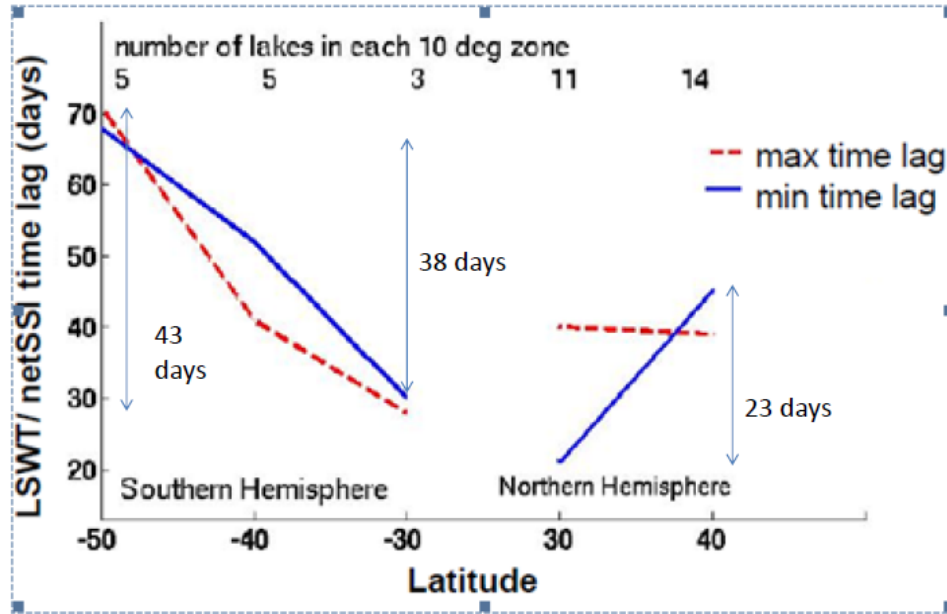 number of lakes in each 10 deg zone
5 5 3 11 14
LSWT/ netSSI time lag (days)
70
60
50
40
30
20
max time lag
min time lag
38 days
43
days
23 days
Southern Hemisphere
Northern Hemisphere
-50 -40 -30 30 40
Latitude